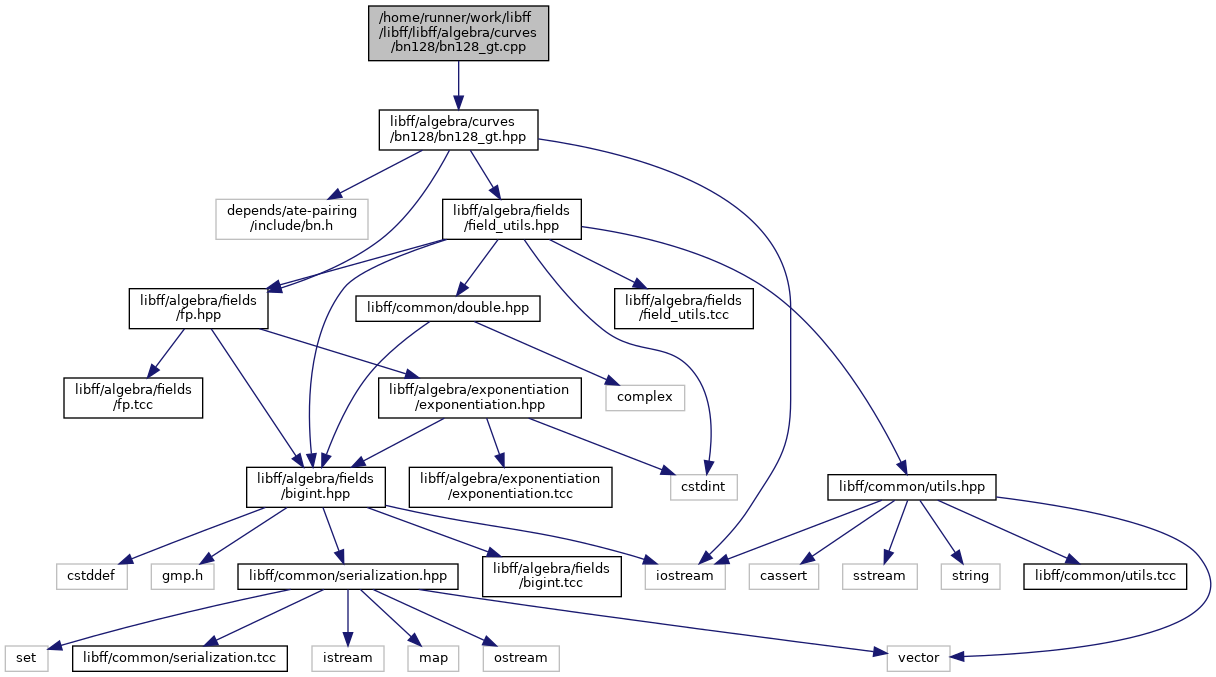 /home/runner/work/libff
/libff/libff/algebra/curves
/bn128/bn128_gt.cpp
libff/algebra/curves
/bn128/bn128_gt.hpp
depends/ate-pairing
/include/bn.h
libff/algebra/fields
/field_utils.hpp
libff/algebra/fields
/fp.hpp
libff/common/double.hpp
libff/algebra/fields
/field_utils.tcc
libff/algebra/fields
/fp.tcc
libff/algebra/exponentiation
/exponentiation.hpp
complex
libff/algebra/fields
/bigint.hpp
libff/algebra/exponentiation
/exponentiation.tcc
cstdint
libff/common/utils.hpp
cstddef
gmp.h
libff/common/serialization.hpp
libff/algebra/fields
/bigint.tcc
iostream
cassert
sstream
string
libff/common/utils.tcc
set
libff/common/serialization.tcc
istream
map
ostream
vector